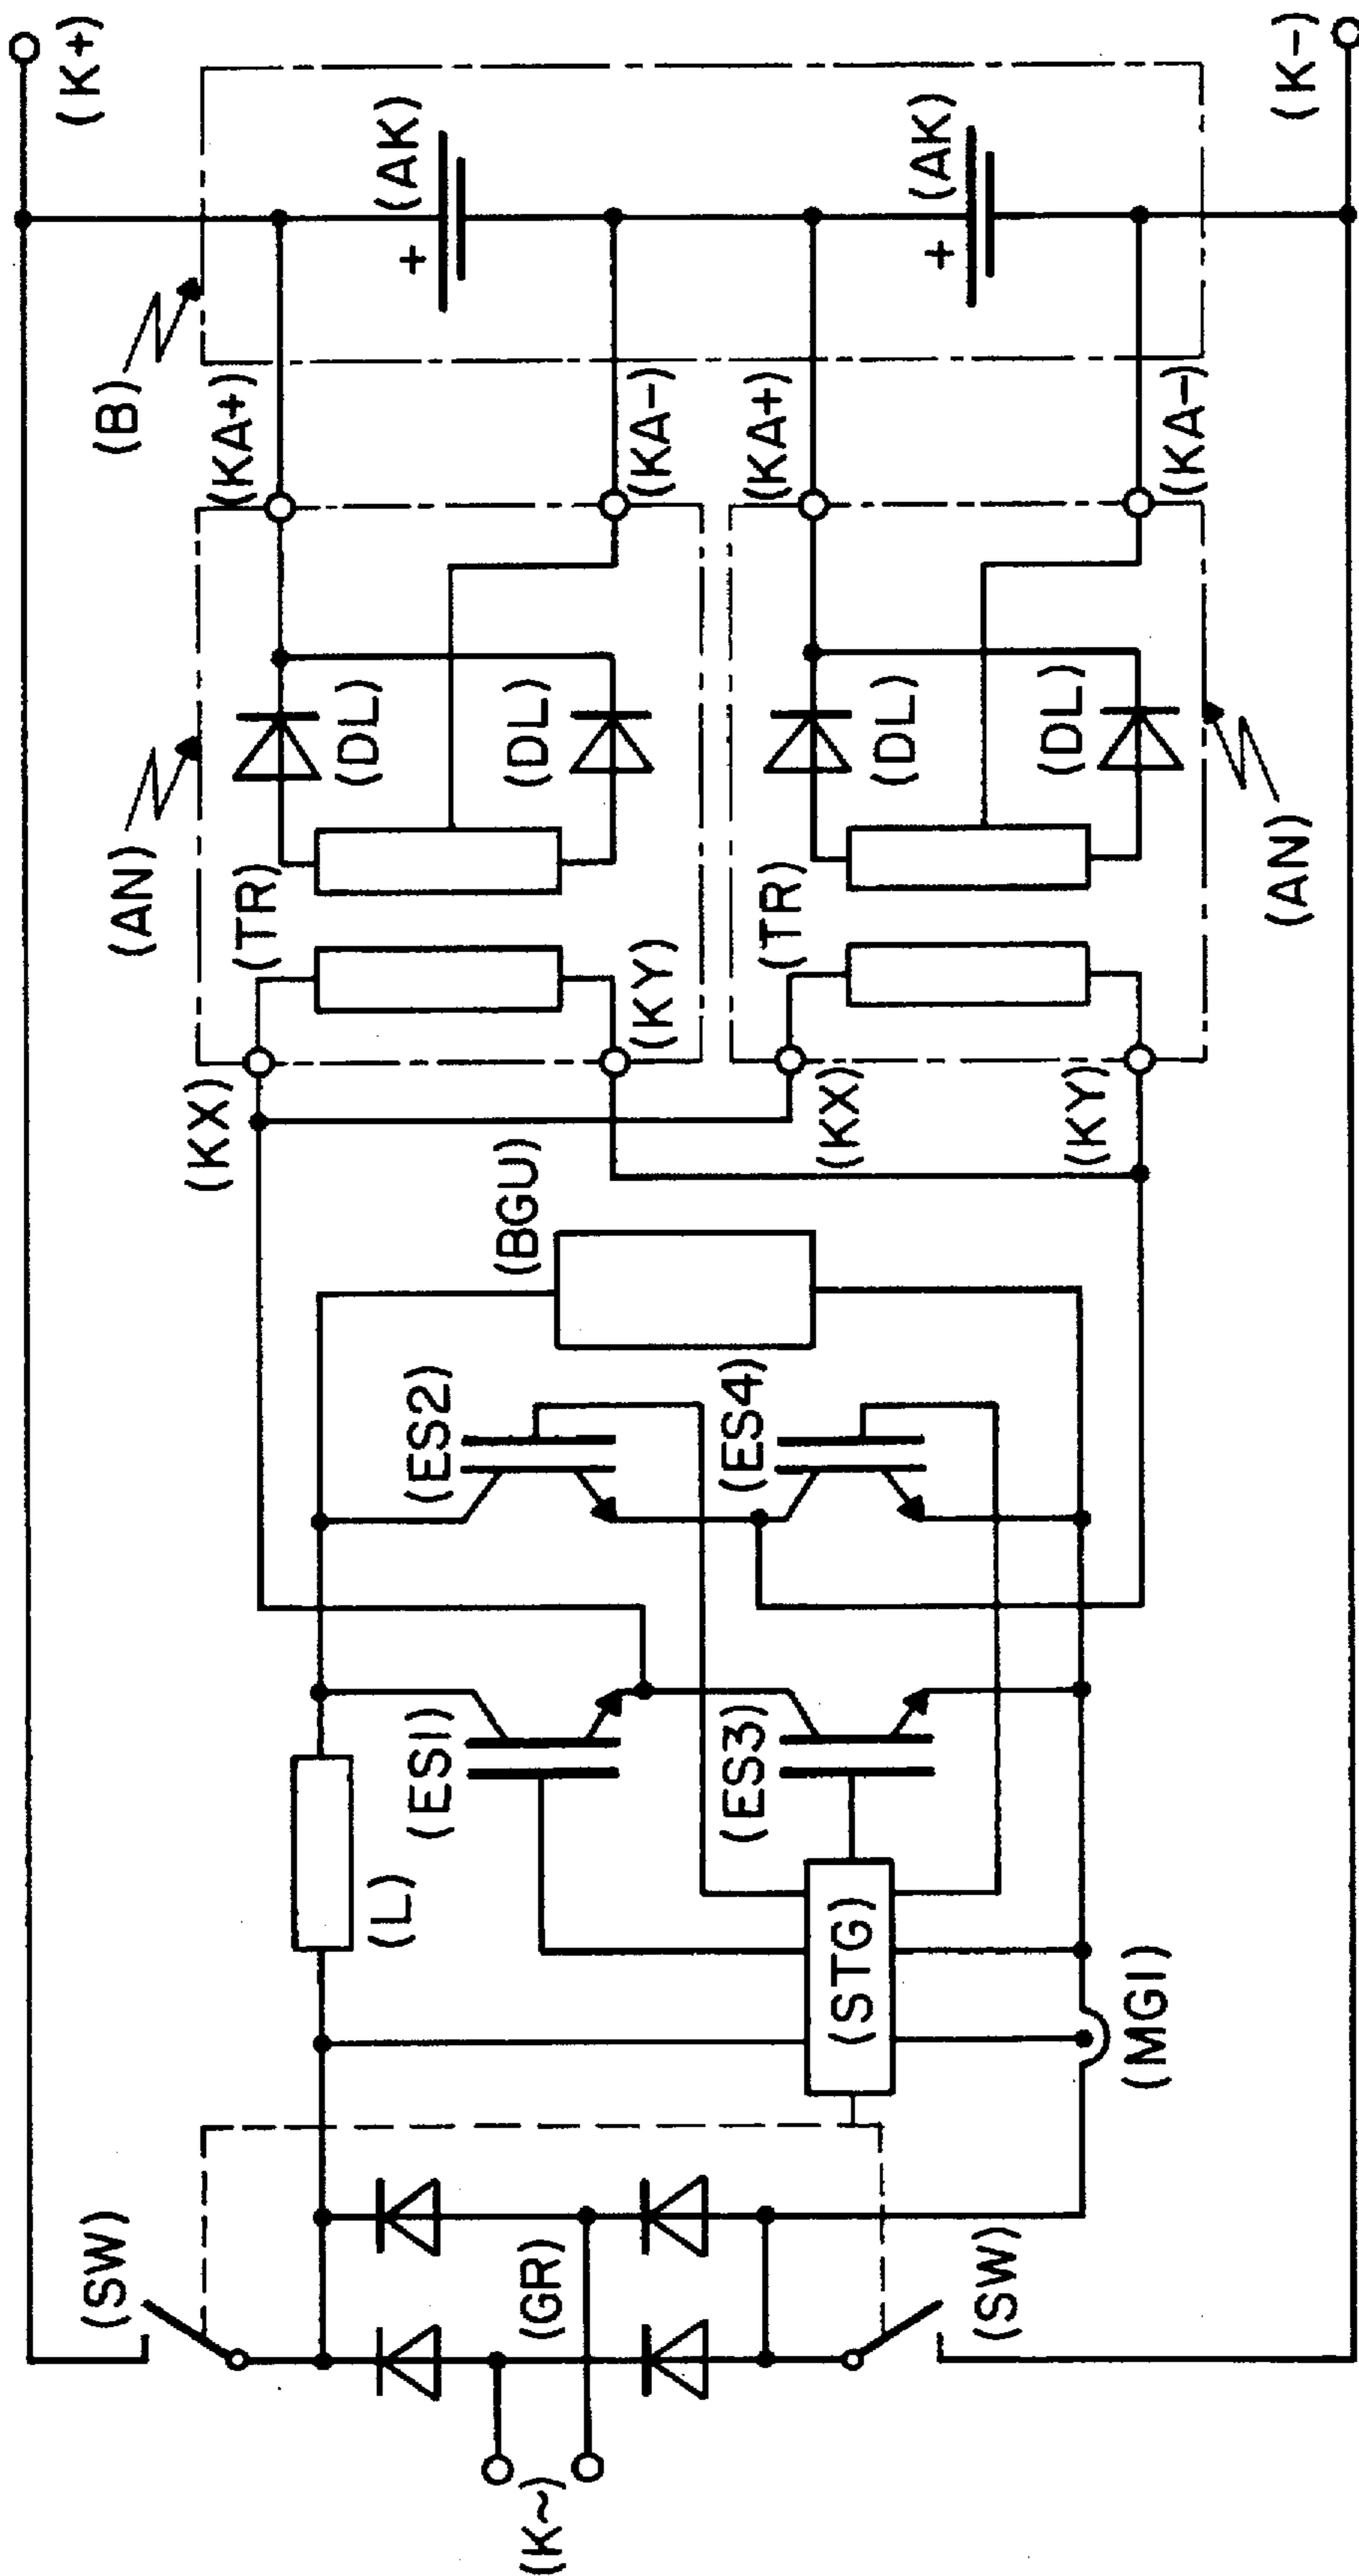 (K+)
(K-)
(AK)
(AK)
+
+
(B)
(KA+)
(KA-)
(KA+)
(KA-)
(DL)
(DL)
(DL)
(DL)
(AN)
(TR)
(TR)
(AN)
(KY)
(KX)
(KX)
(KY)
(BGU)
(ES2)
(ES4)
(ES1)
(ES3)
(L)
(STG)
(MG1)
(SW)
(GR)
(SW)
(K~)